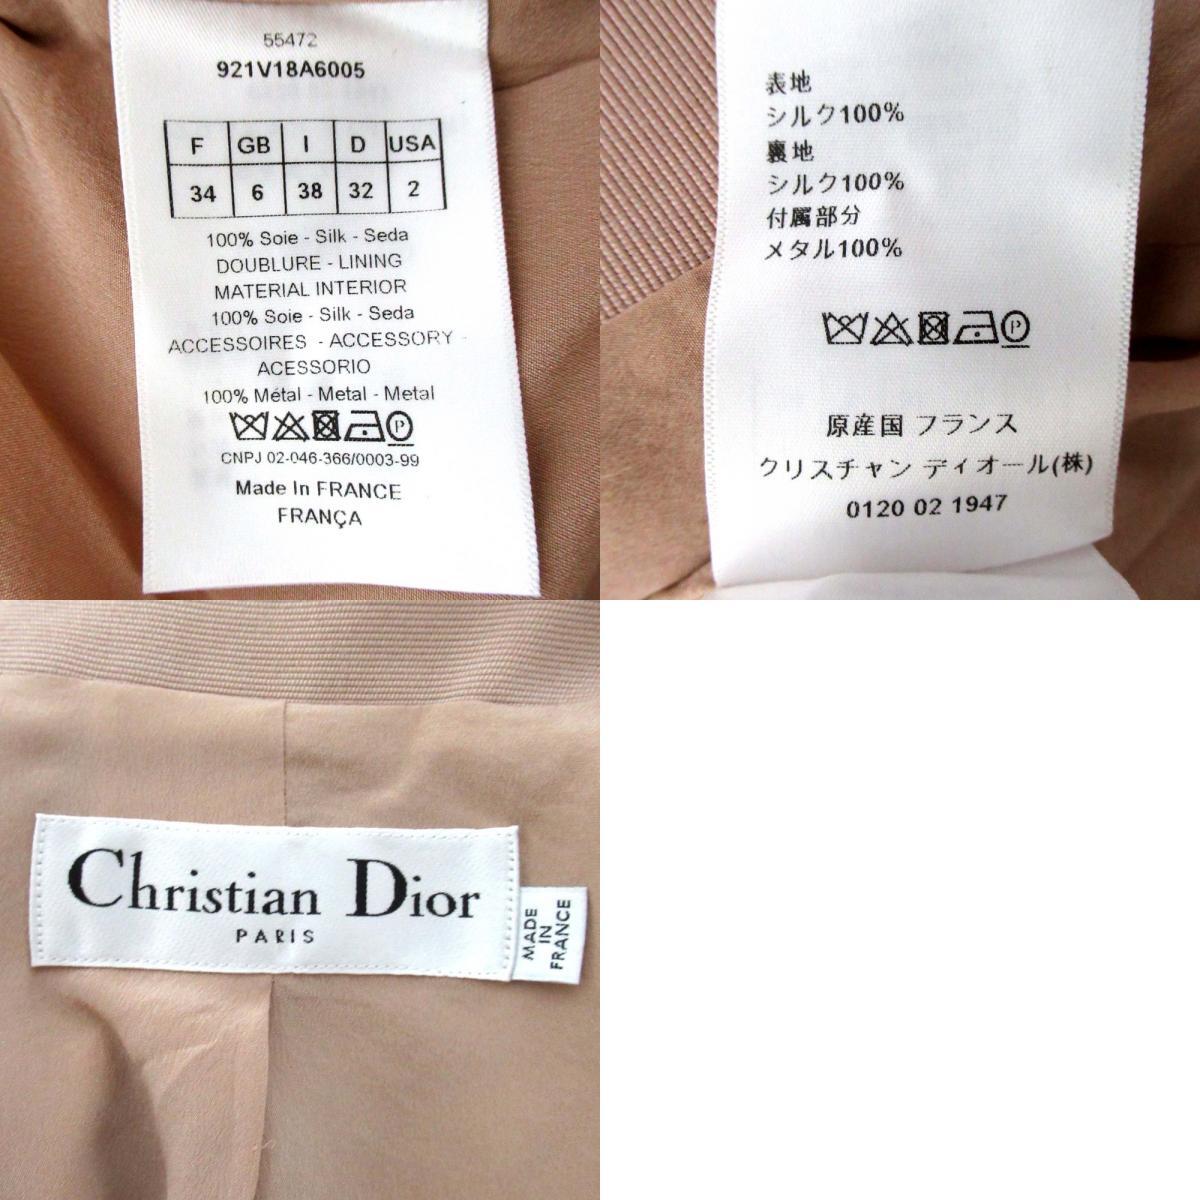 55472
921V18A6005
F GB I D USA
34 6 38 32 2
100% Soie - Silk - Seda
DOUBLURE - LINING
MATERIAL INTERIOR
100% Soie - Silk - Seda
ACCESSOIRES - ACCESSORY -
ACESSORIO
100% Métal - Metal - Metal
P
CNPJ 02-046-366/0003-99
Made In FRANCE
FRANÇA
表地
シルク100%
裏地
シルク100%
付属部分
メタル100%
P
原産国 フランス
クリスチャン ディオール(株)
0120 02 1947
Christian Dior
PARIS
MADE
IN
FRANCE